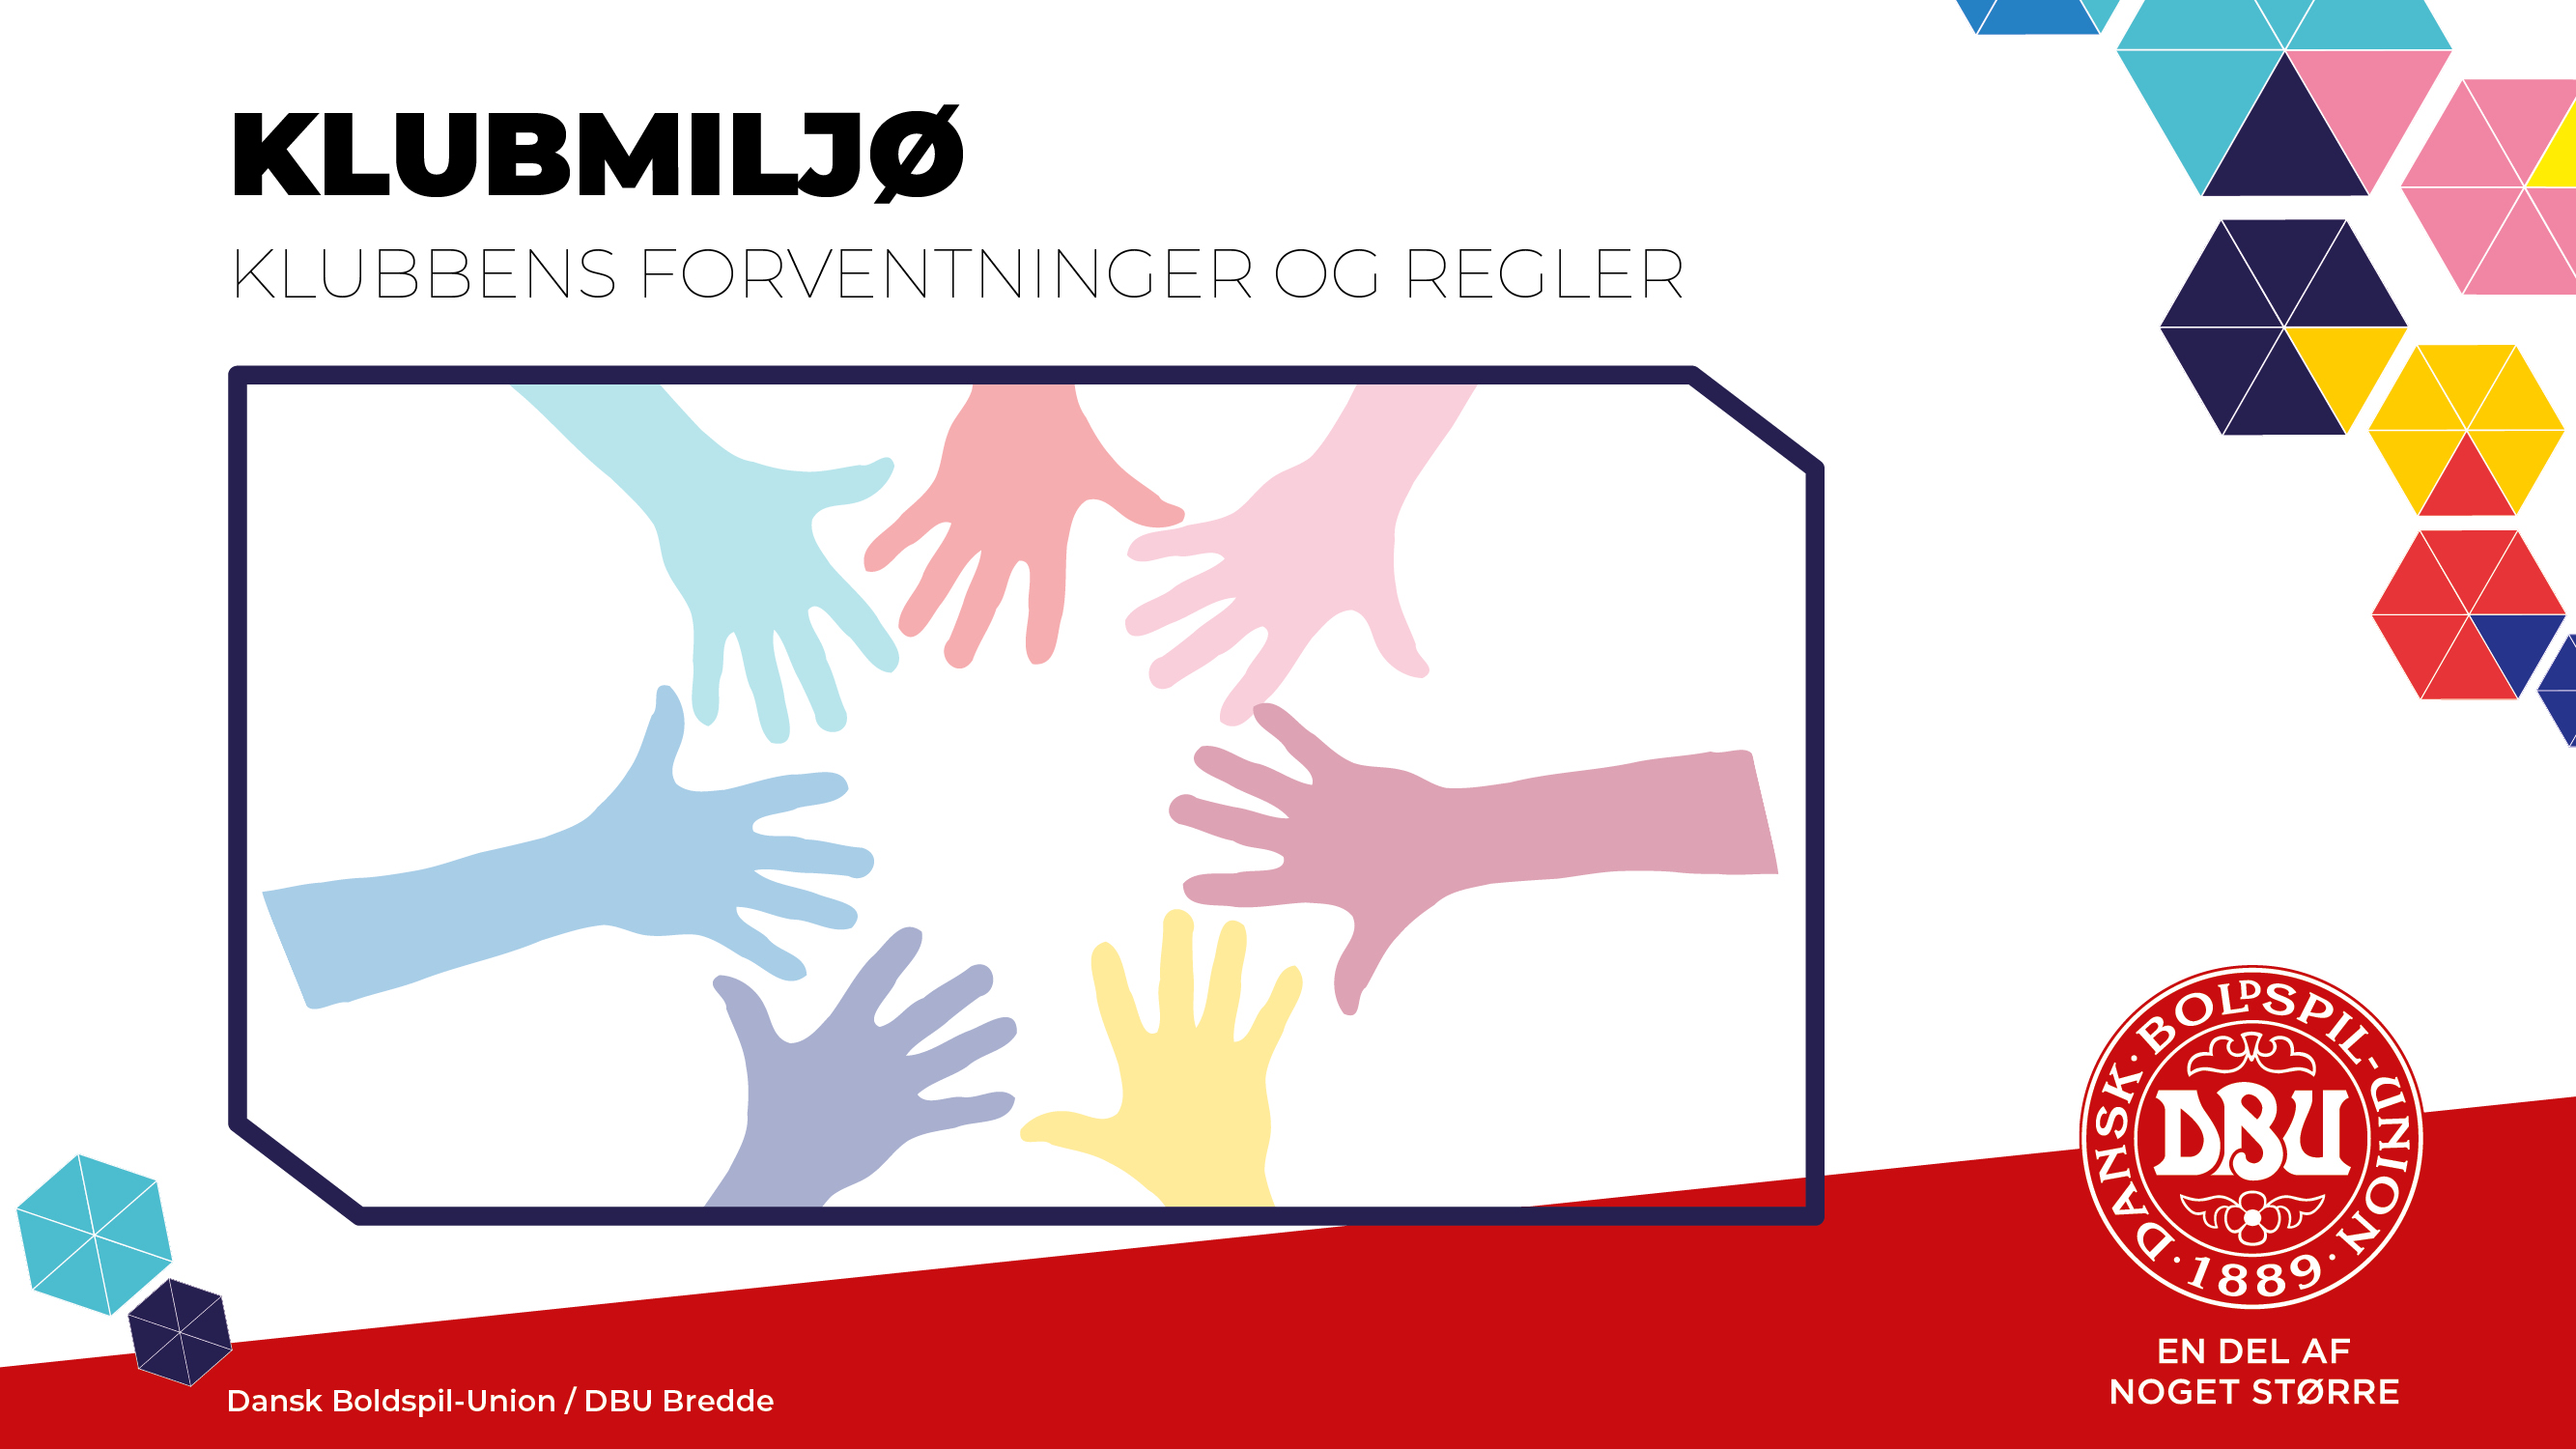 KLUBMILJØ
KLUBBENS FORVENTNINGER OG REGLER
DANSK · BOLDSPIL-UNION · 1889 ·
DBU
EN DEL AF
NOGET STØRRE
Dansk Boldspil-Union / DBU Bredde